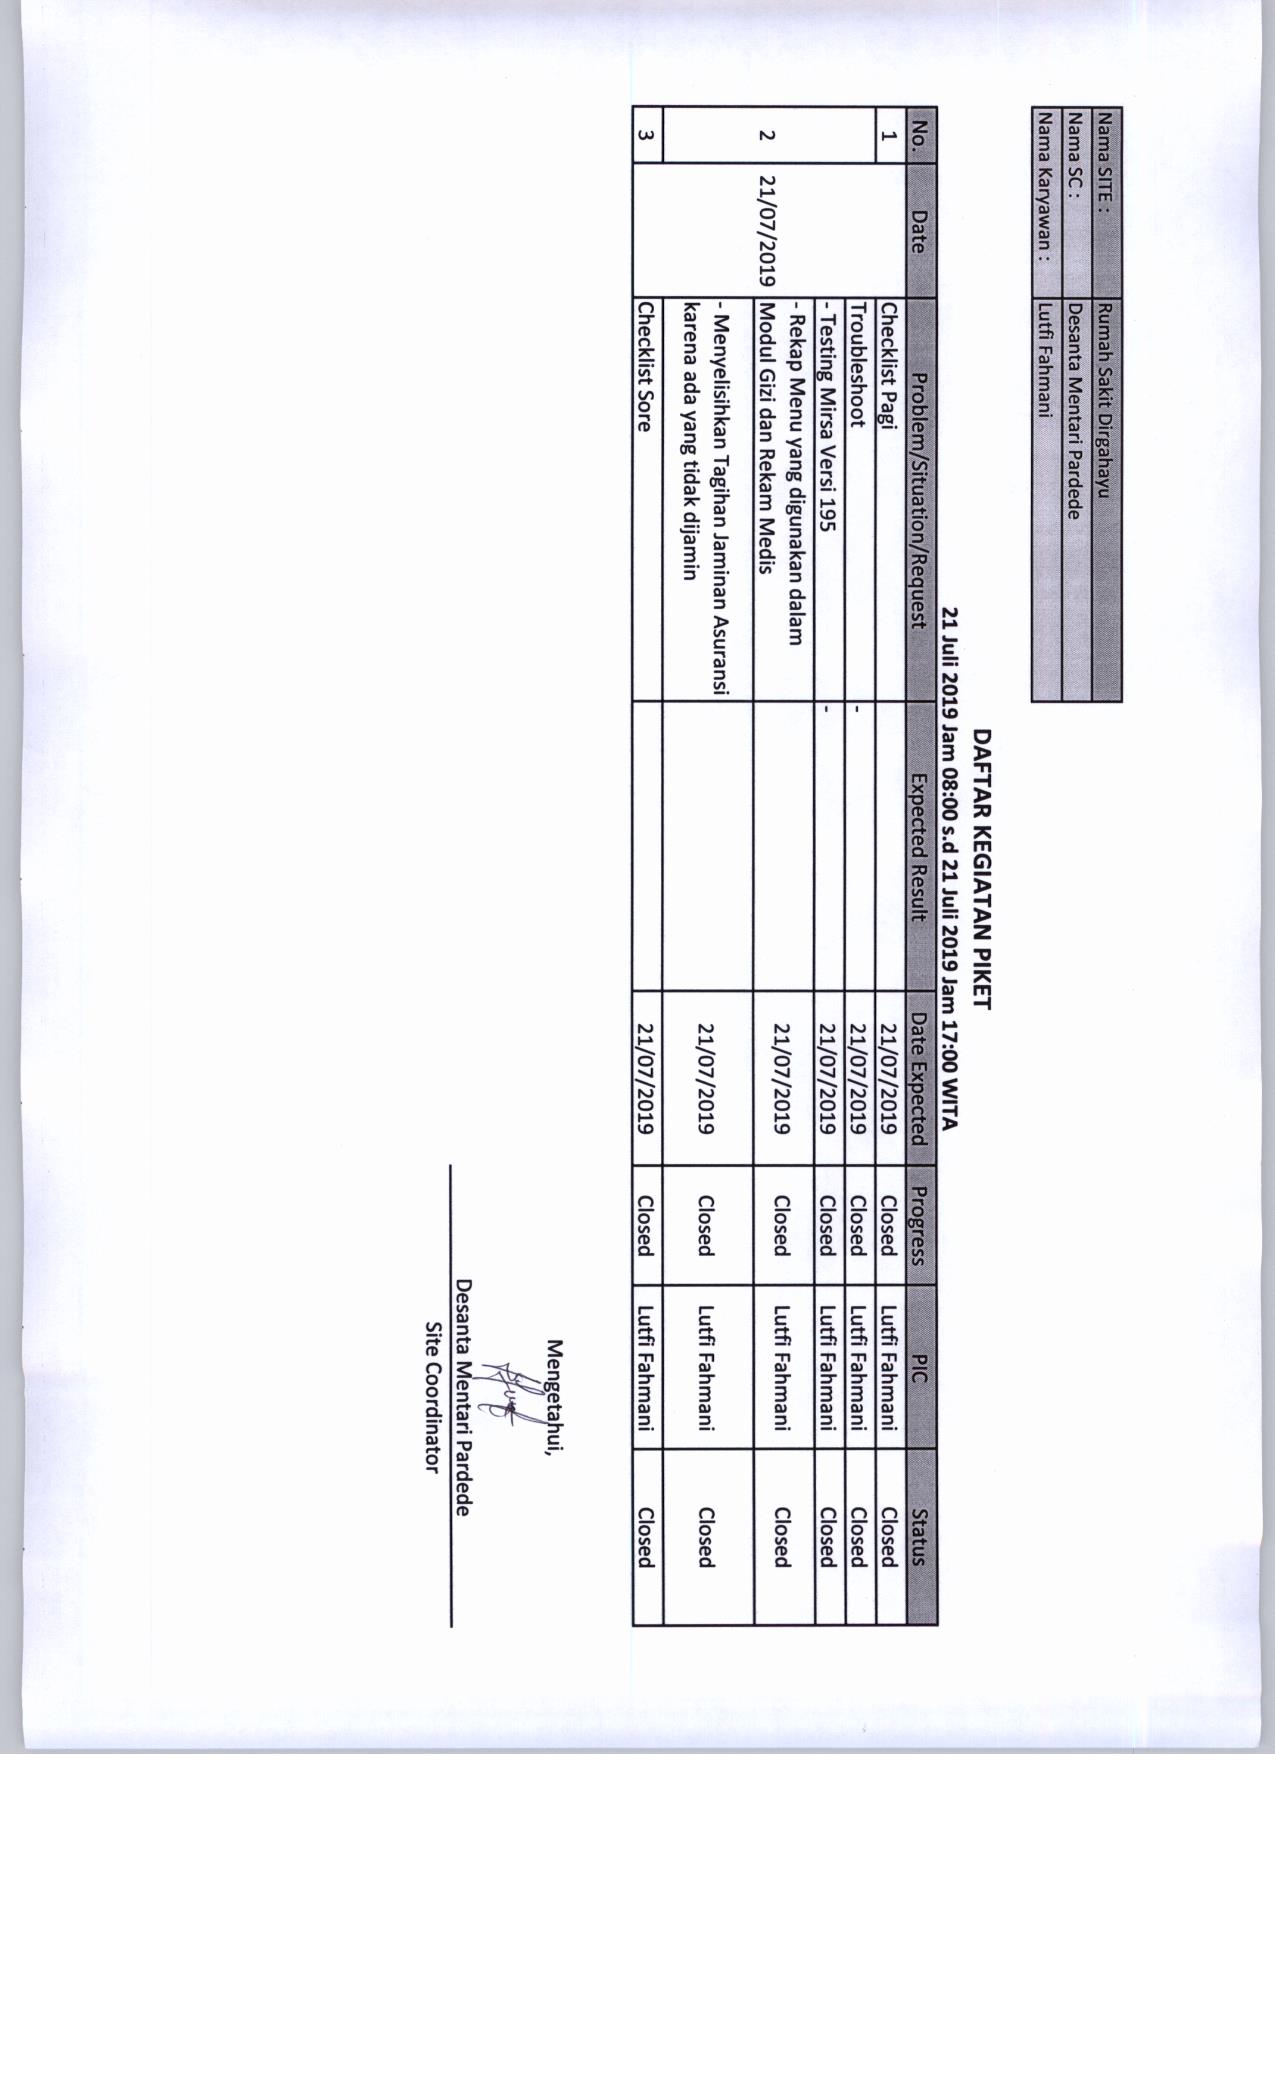 Nama SITE : Rumah Sakit Dirgahayu
Nama SC : Desanta Mentari Pardede
Nama Karyawan : Lutfi Fahmani
DAFTAR KEGIATAN PIKET
21 Juli 2019 Jam 08:00 s.d 21 Juli 2019 Jam 17:00 WITA
No. Date Problem/Situation/Request Expected Result Date Expected Progress PIC Status
1 Checklist Pagi 21/07/2019 Closed Lutfi Fahmani Closed
Troubleshoot - 21/07/2019 Closed Lutfi Fahmani Closed
- Testing Mirsa Versi 195 - 21/07/2019 Closed Lutfi Fahmani Closed
- Rekap Menu yang digunakan dalam
2 21/07/2019 Modul Gizi dan Rekam Medis 21/07/2019 Closed Lutfi Fahmani Closed
- Menyelisihkan Tagihan Jaminan Asuransi
karena ada yang tidak dijamin 21/07/2019 Closed Lutfi Fahmani Closed
3 Checklist Sore 21/07/2019 Closed Lutfi Fahmani Closed
Mengetahui,
Desanta Mentari Pardede
Site Coordinator